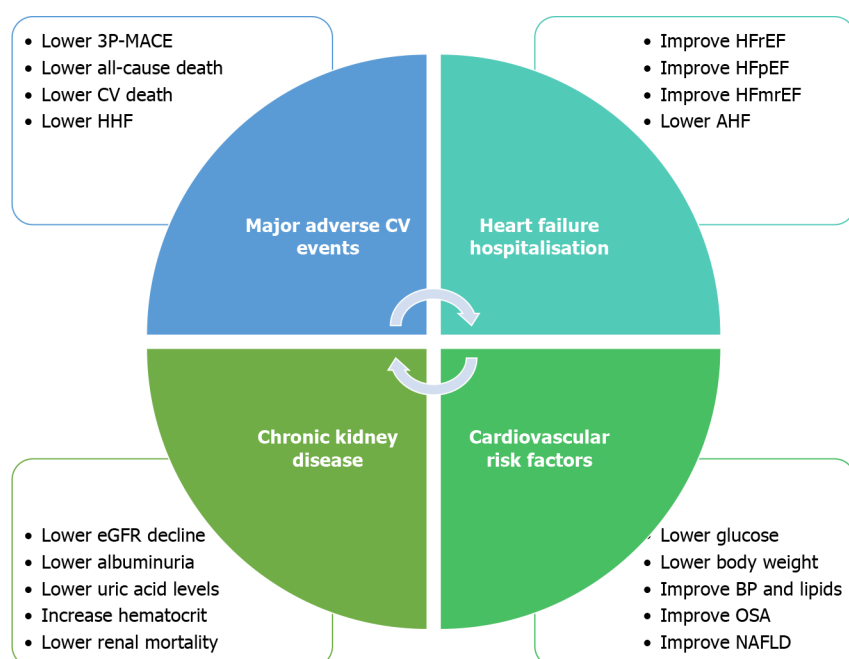 • Lower 3P-MACE
• Lower all-cause death
• Lower CV death
• Lower HHF
• Improve HFrEF
• Improve HFpEF
• Improve HFmrEF
• Lower AHF
Major adverse CV
events
Heart failure
hospitalisation
Chronic kidney
disease
Cardiovascular
risk factors
• Lower eGFR decline
• Lower albuminuria
• Lower uric acid levels
• Increase hematocrit
• Lower renal mortality
• Lower glucose
• Lower body weight
• Improve BP and lipids
• Improve OSA
• Improve NAFLD